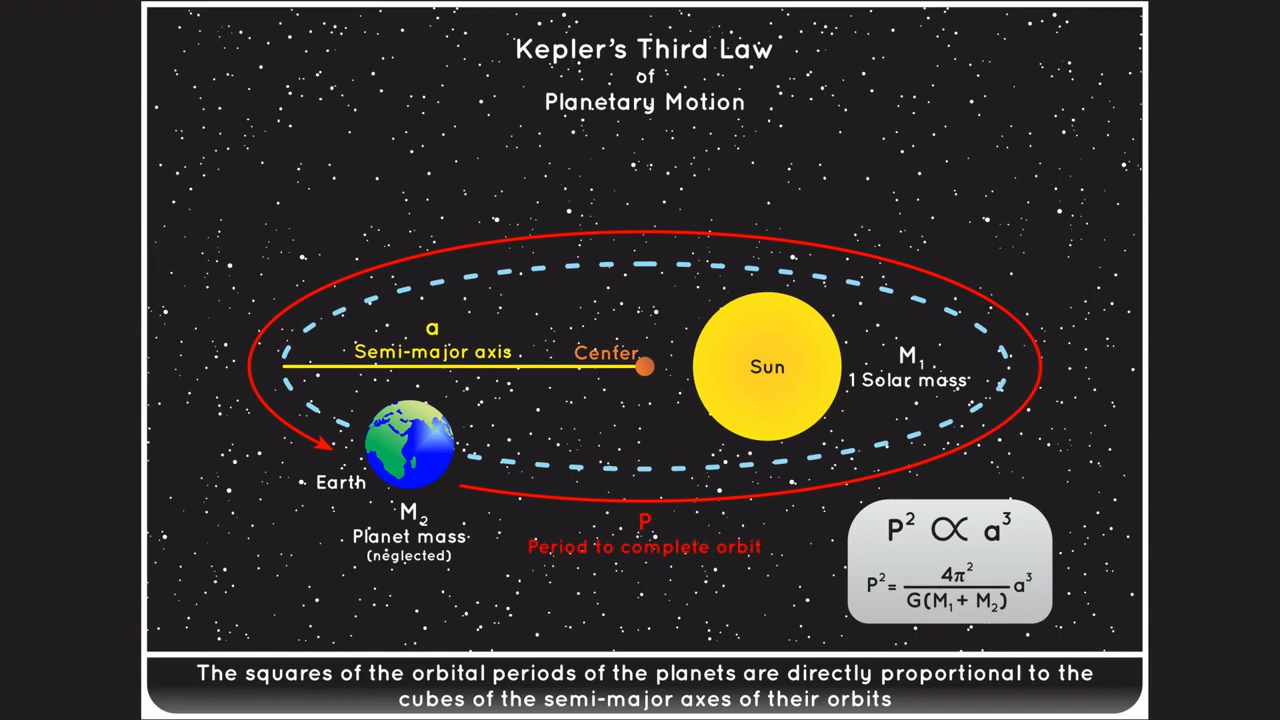 Kepler's Third Law
of
Planetary Motion
a
Semi-major axis
Center
Sun
M₁
1 Solar mass
Earth
M₂
Planet mass
(neglected)
P
Period to complete orbit
P² ∝ a³
P² = 4π² / G(M₁ + M₂) a³
The squares of the orbital periods of the planets are directly proportional to the
cubes of the semi-major axes of their orbits